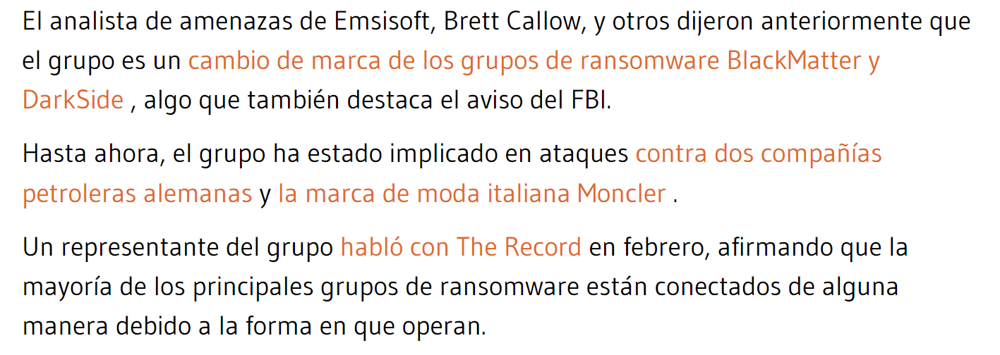 El analista de amenazas de Emsisoft, Brett Callow, y otros dijeron anteriormente que
el grupo es un cambio de marca de los grupos de ransomware BlackMatter y
DarkSide , algo que también destaca el aviso del FBI.
Hasta ahora, el grupo ha estado implicado en ataques contra dos compañías
petroleras alemanas y la marca de moda italiana Moncler .
Un representante del grupo habló con The Record en febrero, afirmando que la
mayoría de los principales grupos de ransomware están conectados de alguna
manera debido a la forma en que operan.